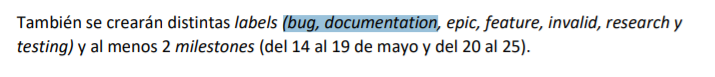 También se crearán distintas labels (bug, documentation, epic, feature, invalid, research y
testing) y al menos 2 milestones (del 14 al 19 de mayo y del 20 al 25).